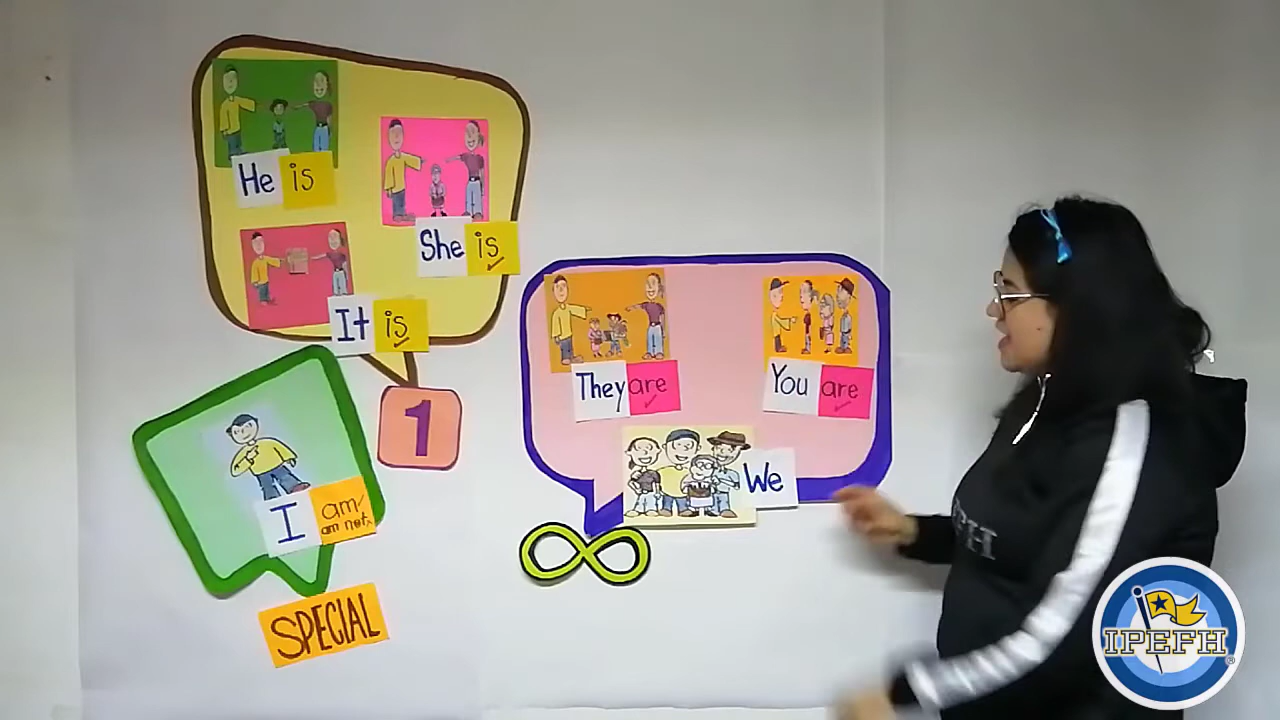 He is
She is
It is
1
I am
am not
SPECIAL
They are
You are
We
IPEFH